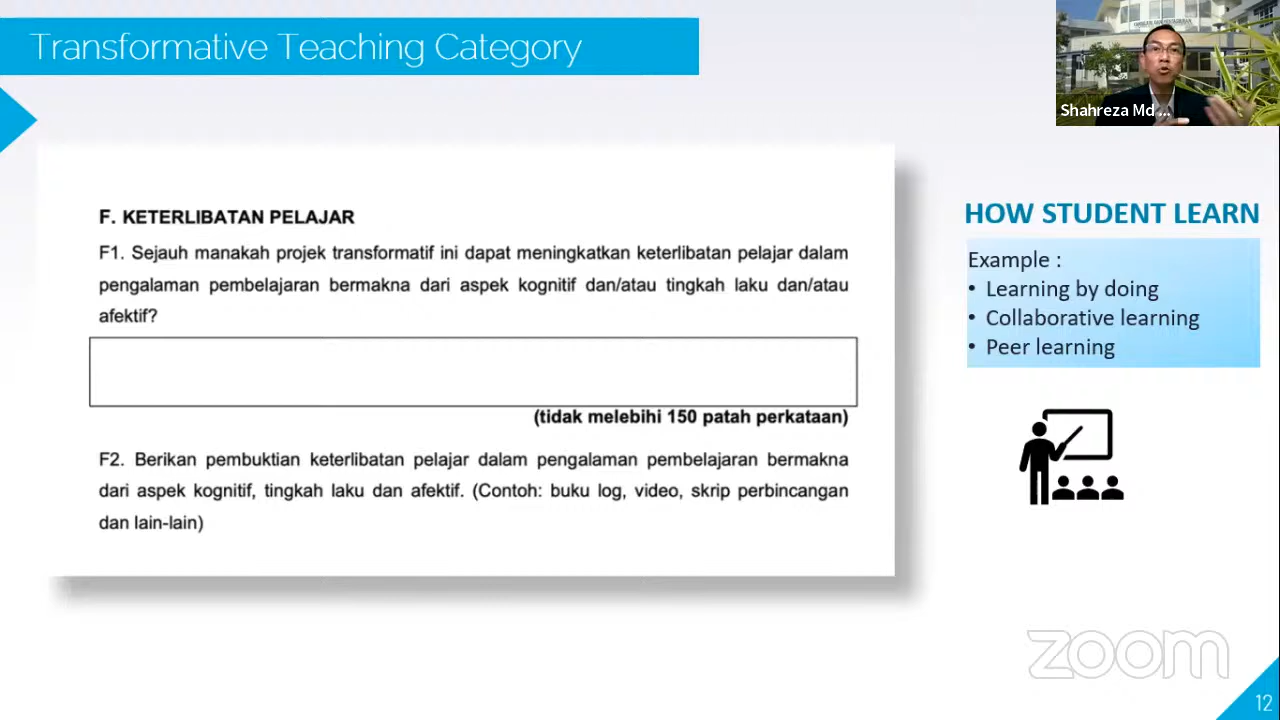 Transformative Teaching Category
Shahreza Md ...
F. KETERLIBATAN PELAJAR
F1. Sejauh manakah projek transformatif ini dapat meningkatkan keterlibatan pelajar dalam
pengalaman pembelajaran bermakna dari aspek kognitif dan/atau tingkah laku dan/atau
afektif?
(tidak melebihi 150 patah perkataan)
F2. Berikan pembuktian keterlibatan pelajar dalam pengalaman pembelajaran bermakna
dari aspek kognitif, tingkah laku dan afektif. (Contoh: buku log, video, skrip perbincangan
dan lain-lain)
HOW STUDENT LEARN
Example :
• Learning by doing
• Collaborative learning
• Peer learning
zoom
12